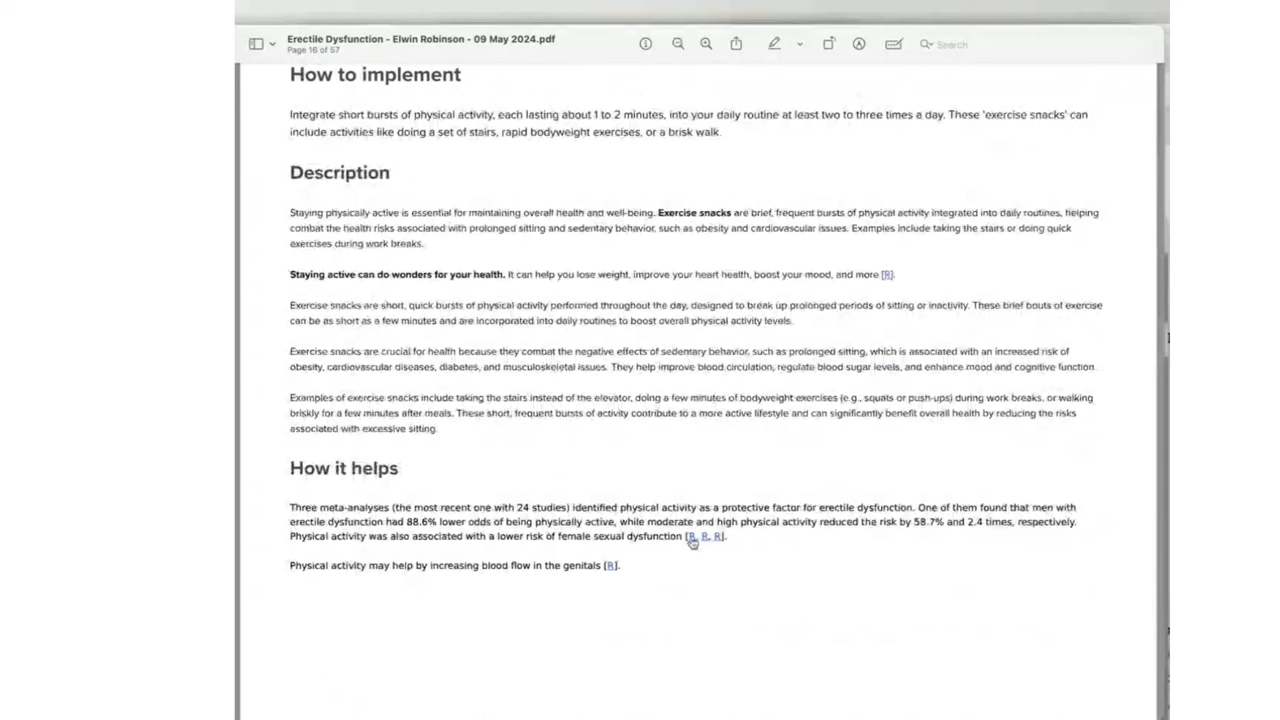 Erectile Dysfunction - Elwin Robinson - 09 May 2024.pdf
Page 16 of 57
Search
How to implement
Integrate short bursts of physical activity, each lasting about 1 to 2 minutes, into your daily routine at least two to three times a day. These 'exercise snacks' can
include activities like doing a set of stairs, rapid bodyweight exercises, or a brisk walk.
Description
Staying physically active is essential for maintaining overall health and well-being. Exercise snacks are brief, frequent bursts of physical activity integrated into daily routines, helping
combat the health risks associated with prolonged sitting and sedentary behavior, such as obesity and cardiovascular issues. Examples include taking the stairs or doing quick
exercises during work breaks.
Staying active can do wonders for your health. It can help you lose weight, improve your heart health, boost your mood, and more [R].
Exercise snacks are short, quick bursts of physical activity performed throughout the day, designed to break up prolonged periods of sitting or inactivity. These brief bouts of exercise
can be as short as a few minutes and are incorporated into daily routines to boost overall physical activity levels.
Exercise snacks are crucial for health because they combat the negative effects of sedentary behavior, such as prolonged sitting, which is associated with an increased risk of
obesity, cardiovascular diseases, diabetes, and musculoskeletal issues. They help improve blood circulation, regulate blood sugar levels, and enhance mood and cognitive function.
Examples of exercise snacks include taking the stairs instead of the elevator, doing a few minutes of bodyweight exercises (e.g., squats or push-ups) during work breaks, or walking
briskly for a few minutes after meals. These short, frequent bursts of activity contribute to a more active lifestyle and can significantly benefit overall health by reducing the risks
associated with excessive sitting.
How it helps
Three meta-analyses (the most recent one with 24 studies) identified physical activity as a protective factor for erectile dysfunction. One of them found that men with
erectile dysfunction had 88.6% lower odds of being physically active, while moderate and high physical activity reduced the risk by 58.7% and 2.4 times, respectively.
Physical activity was also associated with a lower risk of female sexual dysfunction [R, R, R].
Physical activity may help by increasing blood flow in the genitals [R].